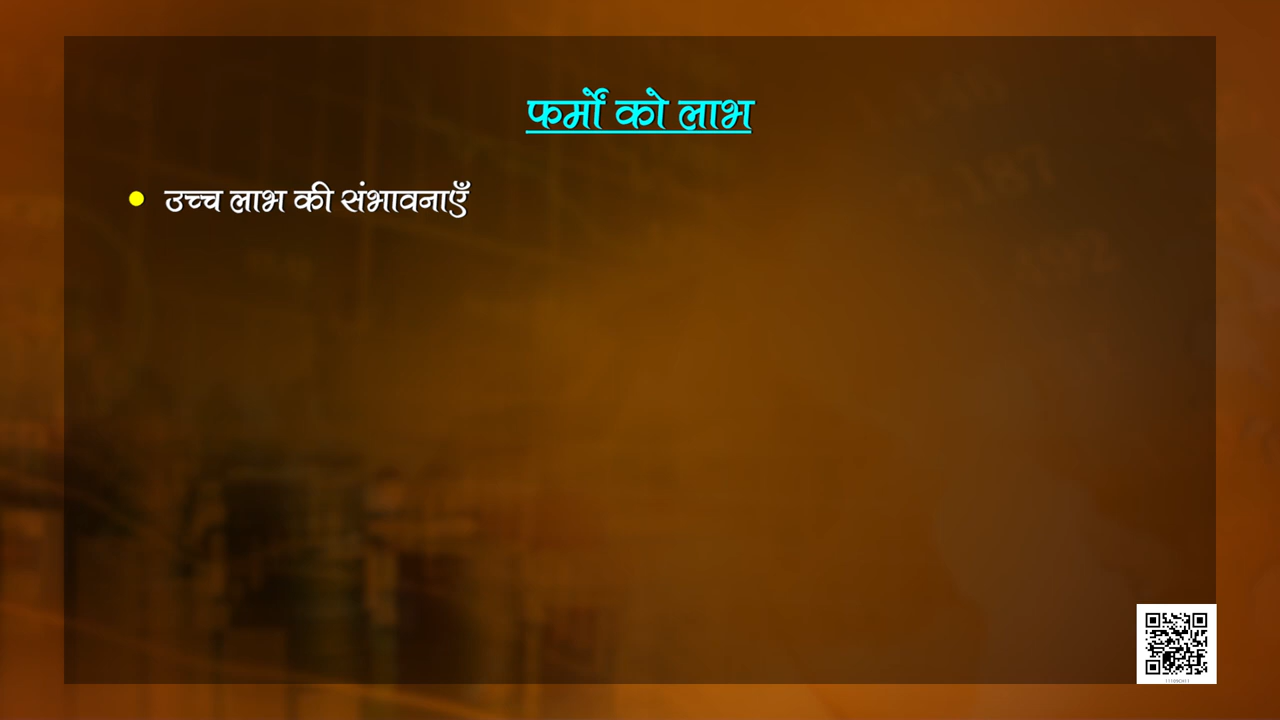 फर्मों को लाभ
उच्च लाभ की संभावनाएँ